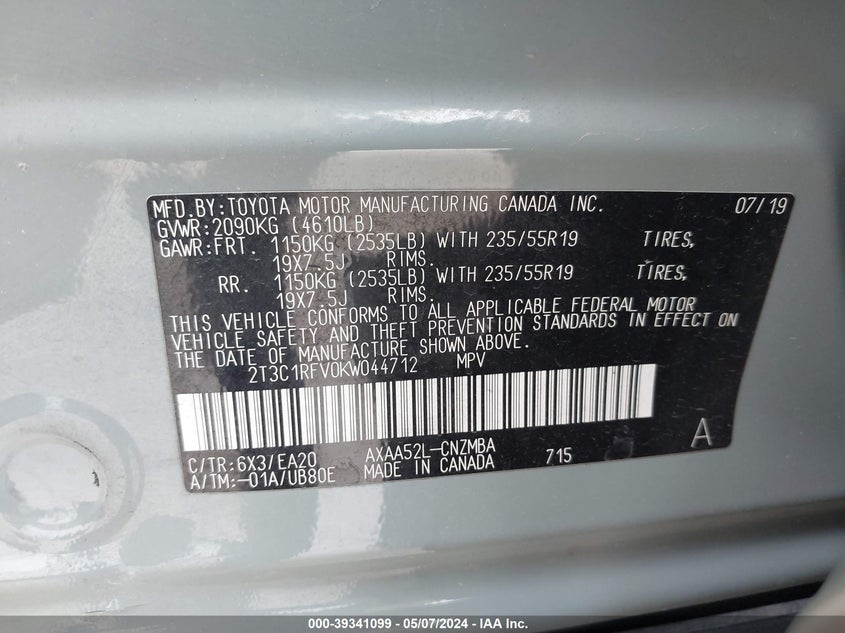 MFD.BY:TOYOTA MOTOR MANUFACTURING CANADA INC. 07/19
GVWR:2090KG (4610LB)
GAWR:FRT. 1150KG (2535LB) WITH 235/55R19 TIRES,
19X7.5J RIMS.
RR. 1150KG (2535LB) WITH 235/55R19 TIRES,
19X7.5J RIMS.
THIS VEHICLE CONFORMS TO ALL APPLICABLE FEDERAL MOTOR
VEHICLE SAFETY AND THEFT PREVENTION STANDARDS IN EFFECT ON
THE DATE OF MANUFACTURE SHOWN ABOVE.
2T3C1RFV0KW044712 MPV
C/TR:6X3/EA20 AXAA52L-CNZMBA
A/TM:-01A/UB80E MADE IN CANADA 715 A
000-39341099 - 05/07/2024 - IAA Inc.